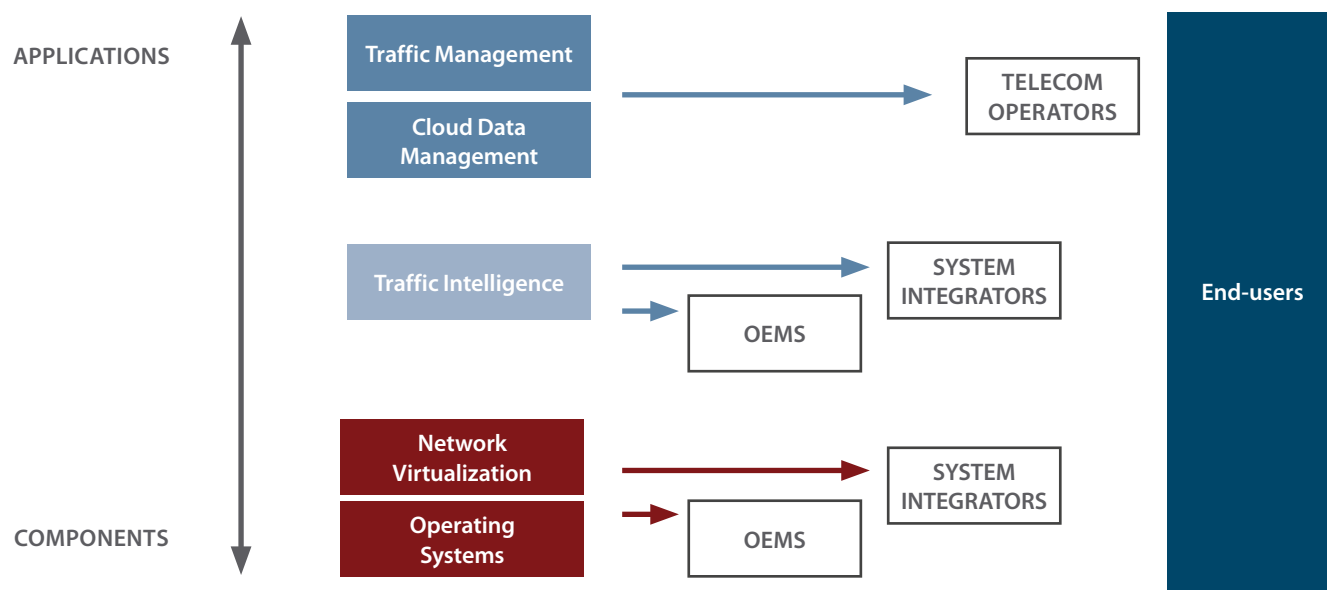 APPLICATIONS
Traffic Management
Cloud Data
Management
TELECOM
OPERATORS
Traffic Intelligence
SYSTEM
INTEGRATORS
OEMS
End-users
Network
Virtualization
Operating
Systems
SYSTEM
INTEGRATORS
OEMS
COMPONENTS